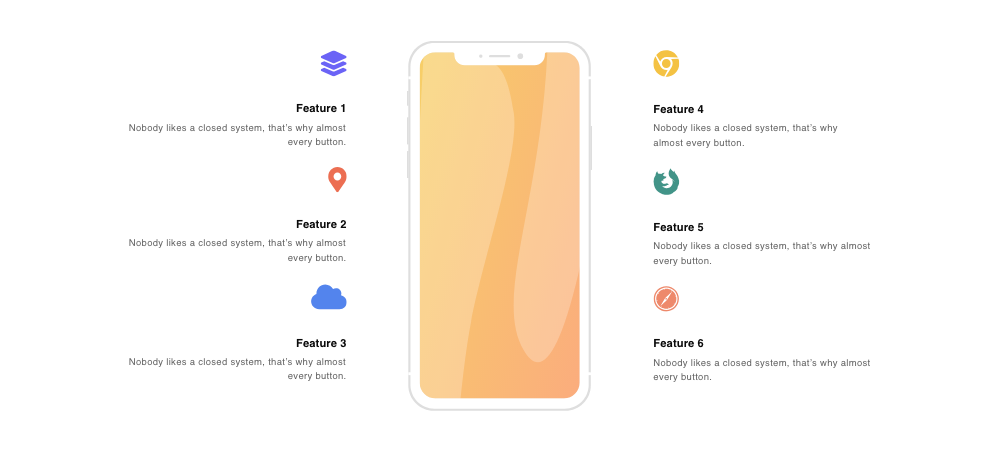 Feature 1
Nobody likes a closed system, that's why almost
every button.
Feature 2
Nobody likes a closed system, that's why almost
every button.
Feature 3
Nobody likes a closed system, that's why almost
every button.
Feature 4
Nobody likes a closed system, that's why
almost every button.
Feature 5
Nobody likes a closed system, that's why almost
every button.
Feature 6
Nobody likes a closed system, that's why almost
every button.